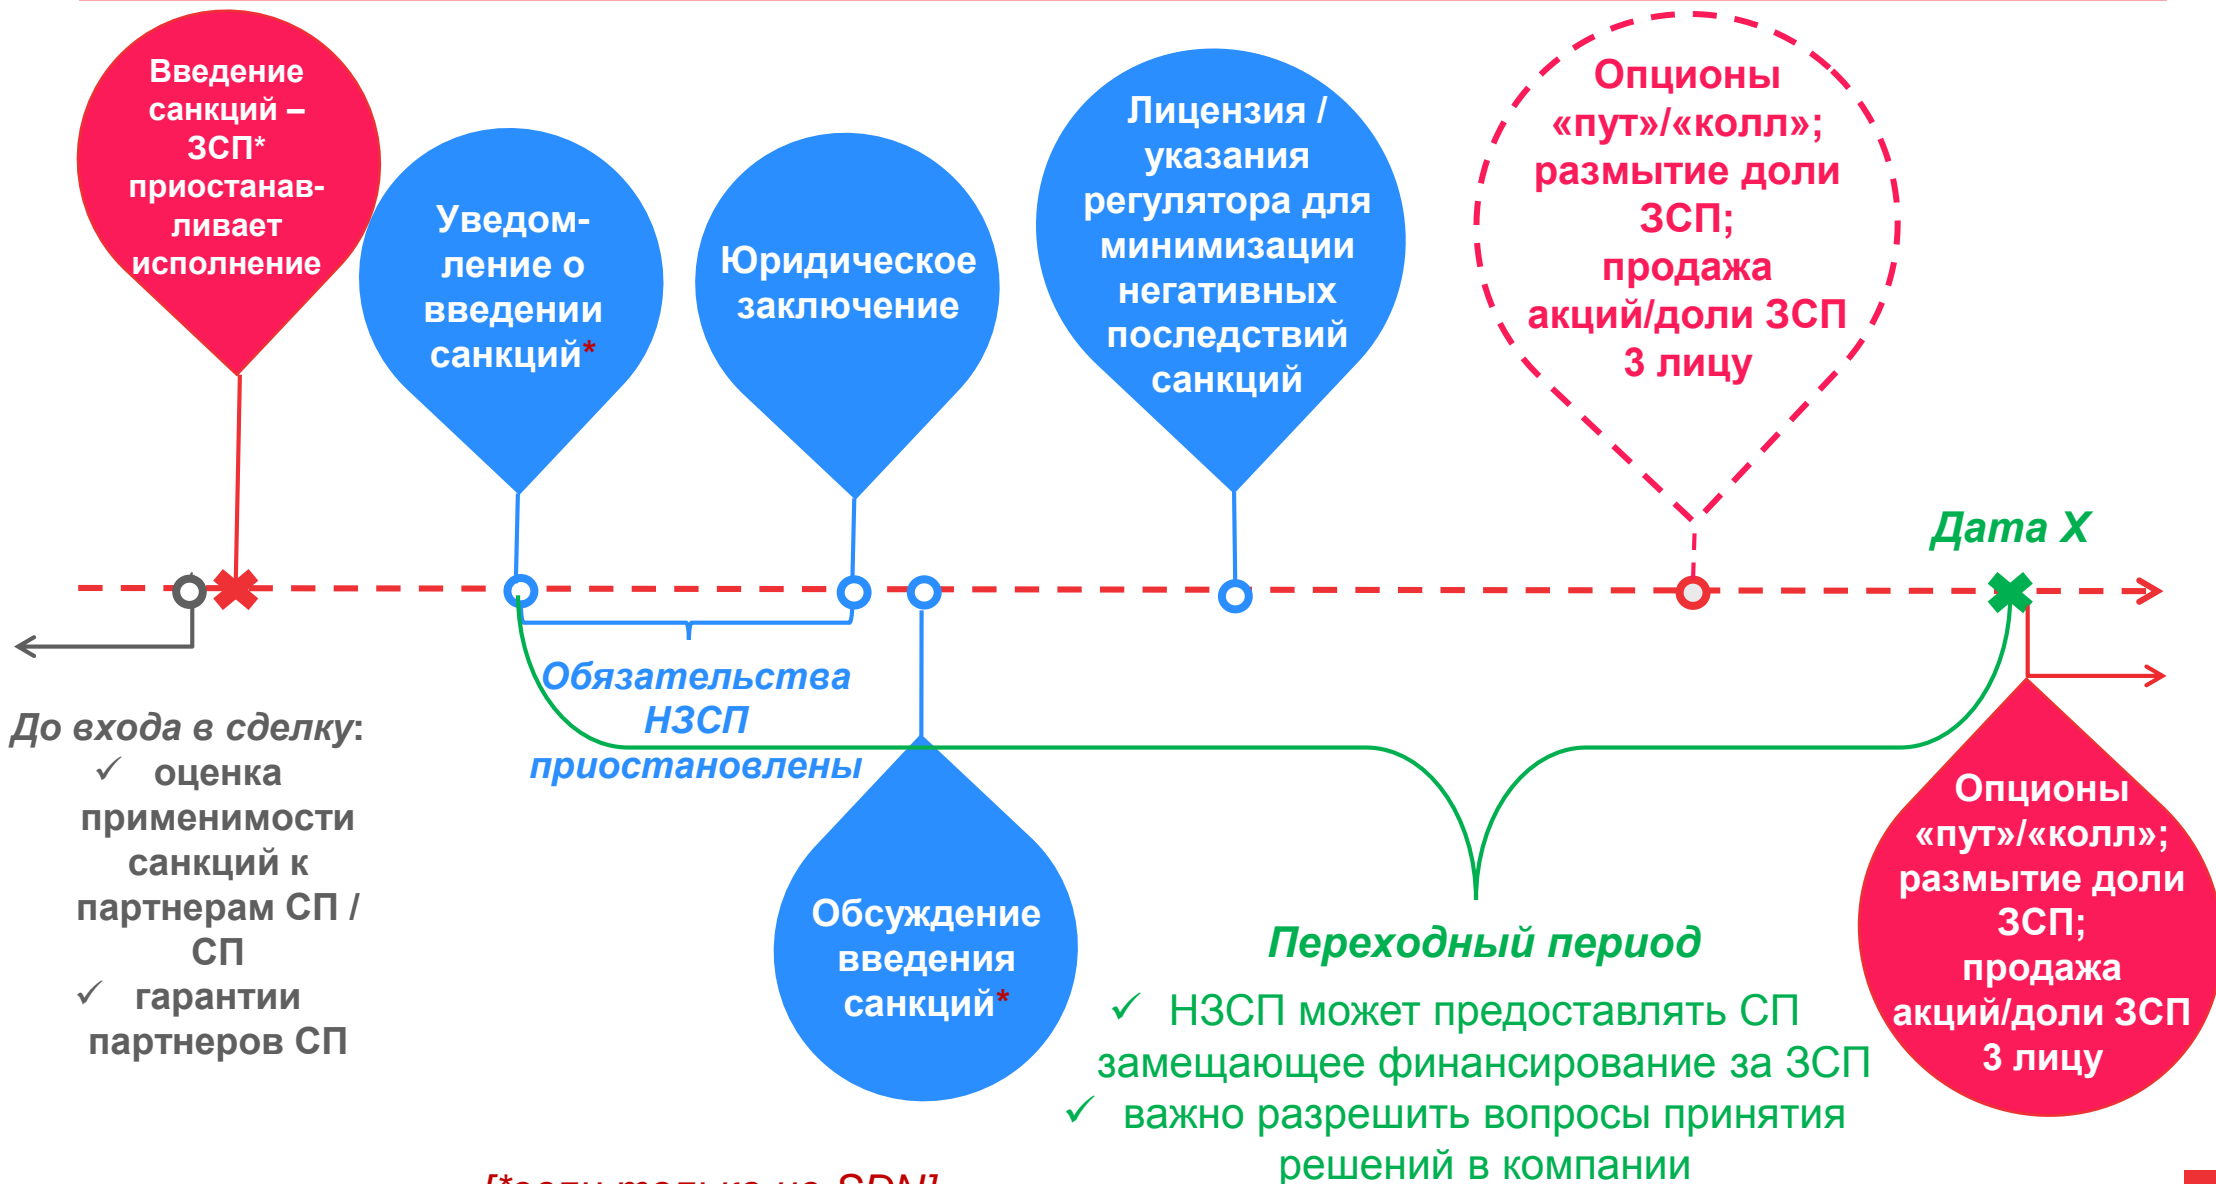 Введение
санкций –
ЗСП*
приостанав-
ливает
исполнение
Уведом-
ление о
введении
санкций*
Юридическое
заключение
Лицензия /
указания
регулятора для
минимизации
негативных
последствий
санкций
Опционы
«пут»/«колл»;
размытие доли
ЗСП;
продажа
акций/доли ЗСП
3 лицу
Дата X
Обязательства
НЗСП
приостановлены
До входа в сделку:
✓ оценка
применимости
санкций к
партнерам СП /
СП
✓ гарантии
партнеров СП
Обсуждение
введения
санкций*
Переходный период
✓ НЗСП может предоставлять СП
замещающее финансирование за ЗСП
✓ важно разрешить вопросы принятия
решений в компании
Опционы
«пут»/«колл»;
размытие доли
ЗСП;
продажа
акций/доли ЗСП
3 лицу
[*если только не SDN]